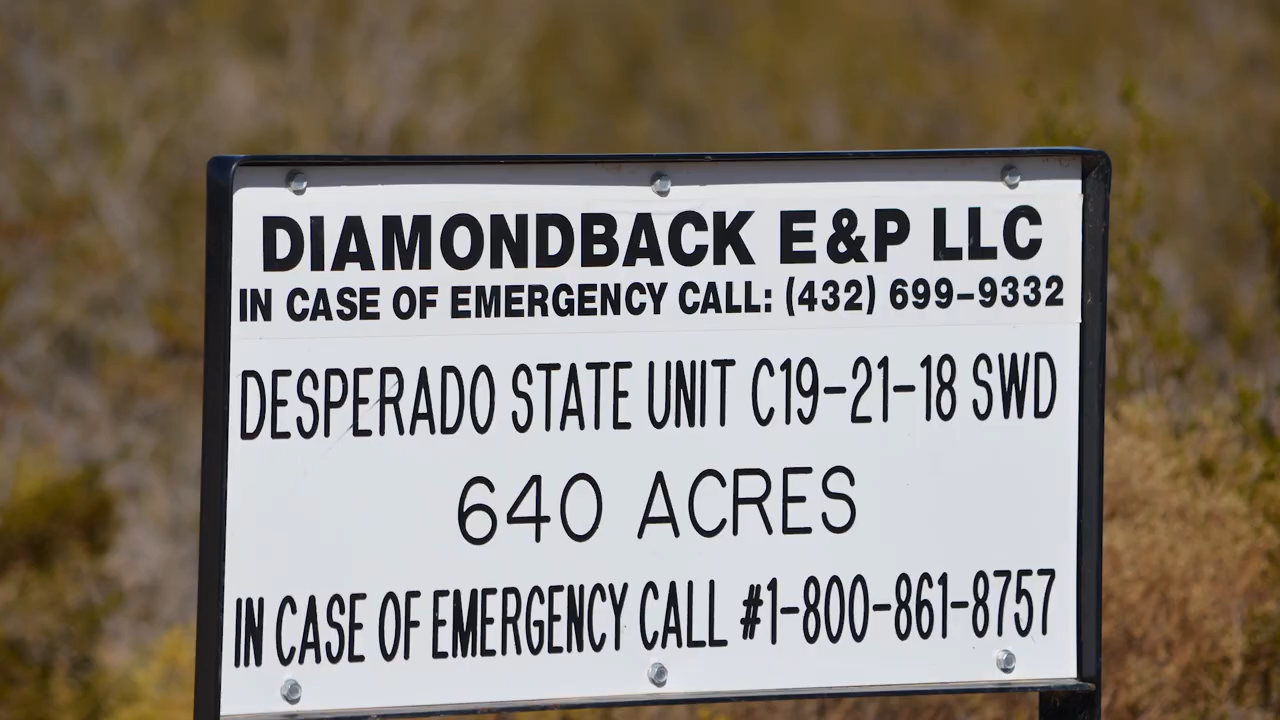 DIAMONDBACK E&P LLC
IN CASE OF EMERGENCY CALL: (432) 699-9332
DESPERADO STATE UNIT C19-21-18 SWD
640 ACRES
IN CASE OF EMERGENCY CALL #1-800-861-8757